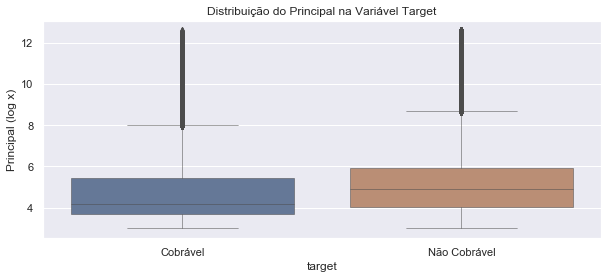 Distribuição do Principal na Variável Target
Principal (log x)
12
10
8
6
4
Cobrável
Não Cobrável
target